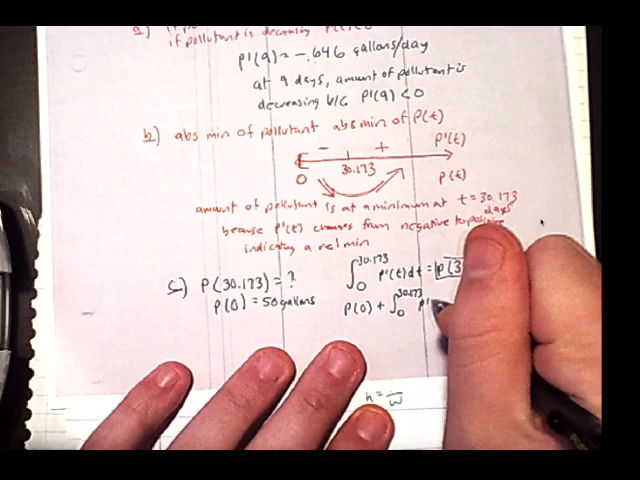 a)
if pollutant is decreasing
P'(9) = -.646 gallons/day
at 9 days, amount of pollutant is
decreasing b/c P'(9) < 0
b) abs min of pollutant abs min of P(t)
- + P'(t)
0 30.173 P(t)
amount of pollutant is at a minimum at t = 30.173
days
because P'(t) changes from negative to positive
indicating a rel min
c) P(30.173) = ? ∫₀^30.173 P'(t)dt = P(3
P(0) = 50 gallons P(0) + ∫₀^30.173 P'
h = w